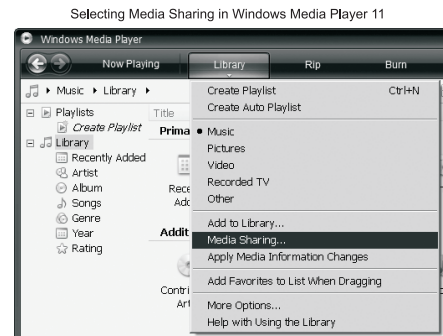 Selecting Media Sharing in Windows Media Player 11
Windows Media Player
Now Playing Library Rip Burn
Music Library
Playlists
Create Playlist
Library
Recently Added
Artist
Album
Songs
Genre
Year
Rating
Title
Prima
Rece
Add
Addit
Contri
Art
Create Playlist Ctrl+N
Create Auto Playlist
Music
Pictures
Video
Recorded TV
Other
Add to Library...
Media Sharing...
Apply Media Information Changes
Add Favorites to List When Dragging
More Options...
Help with Using the Library